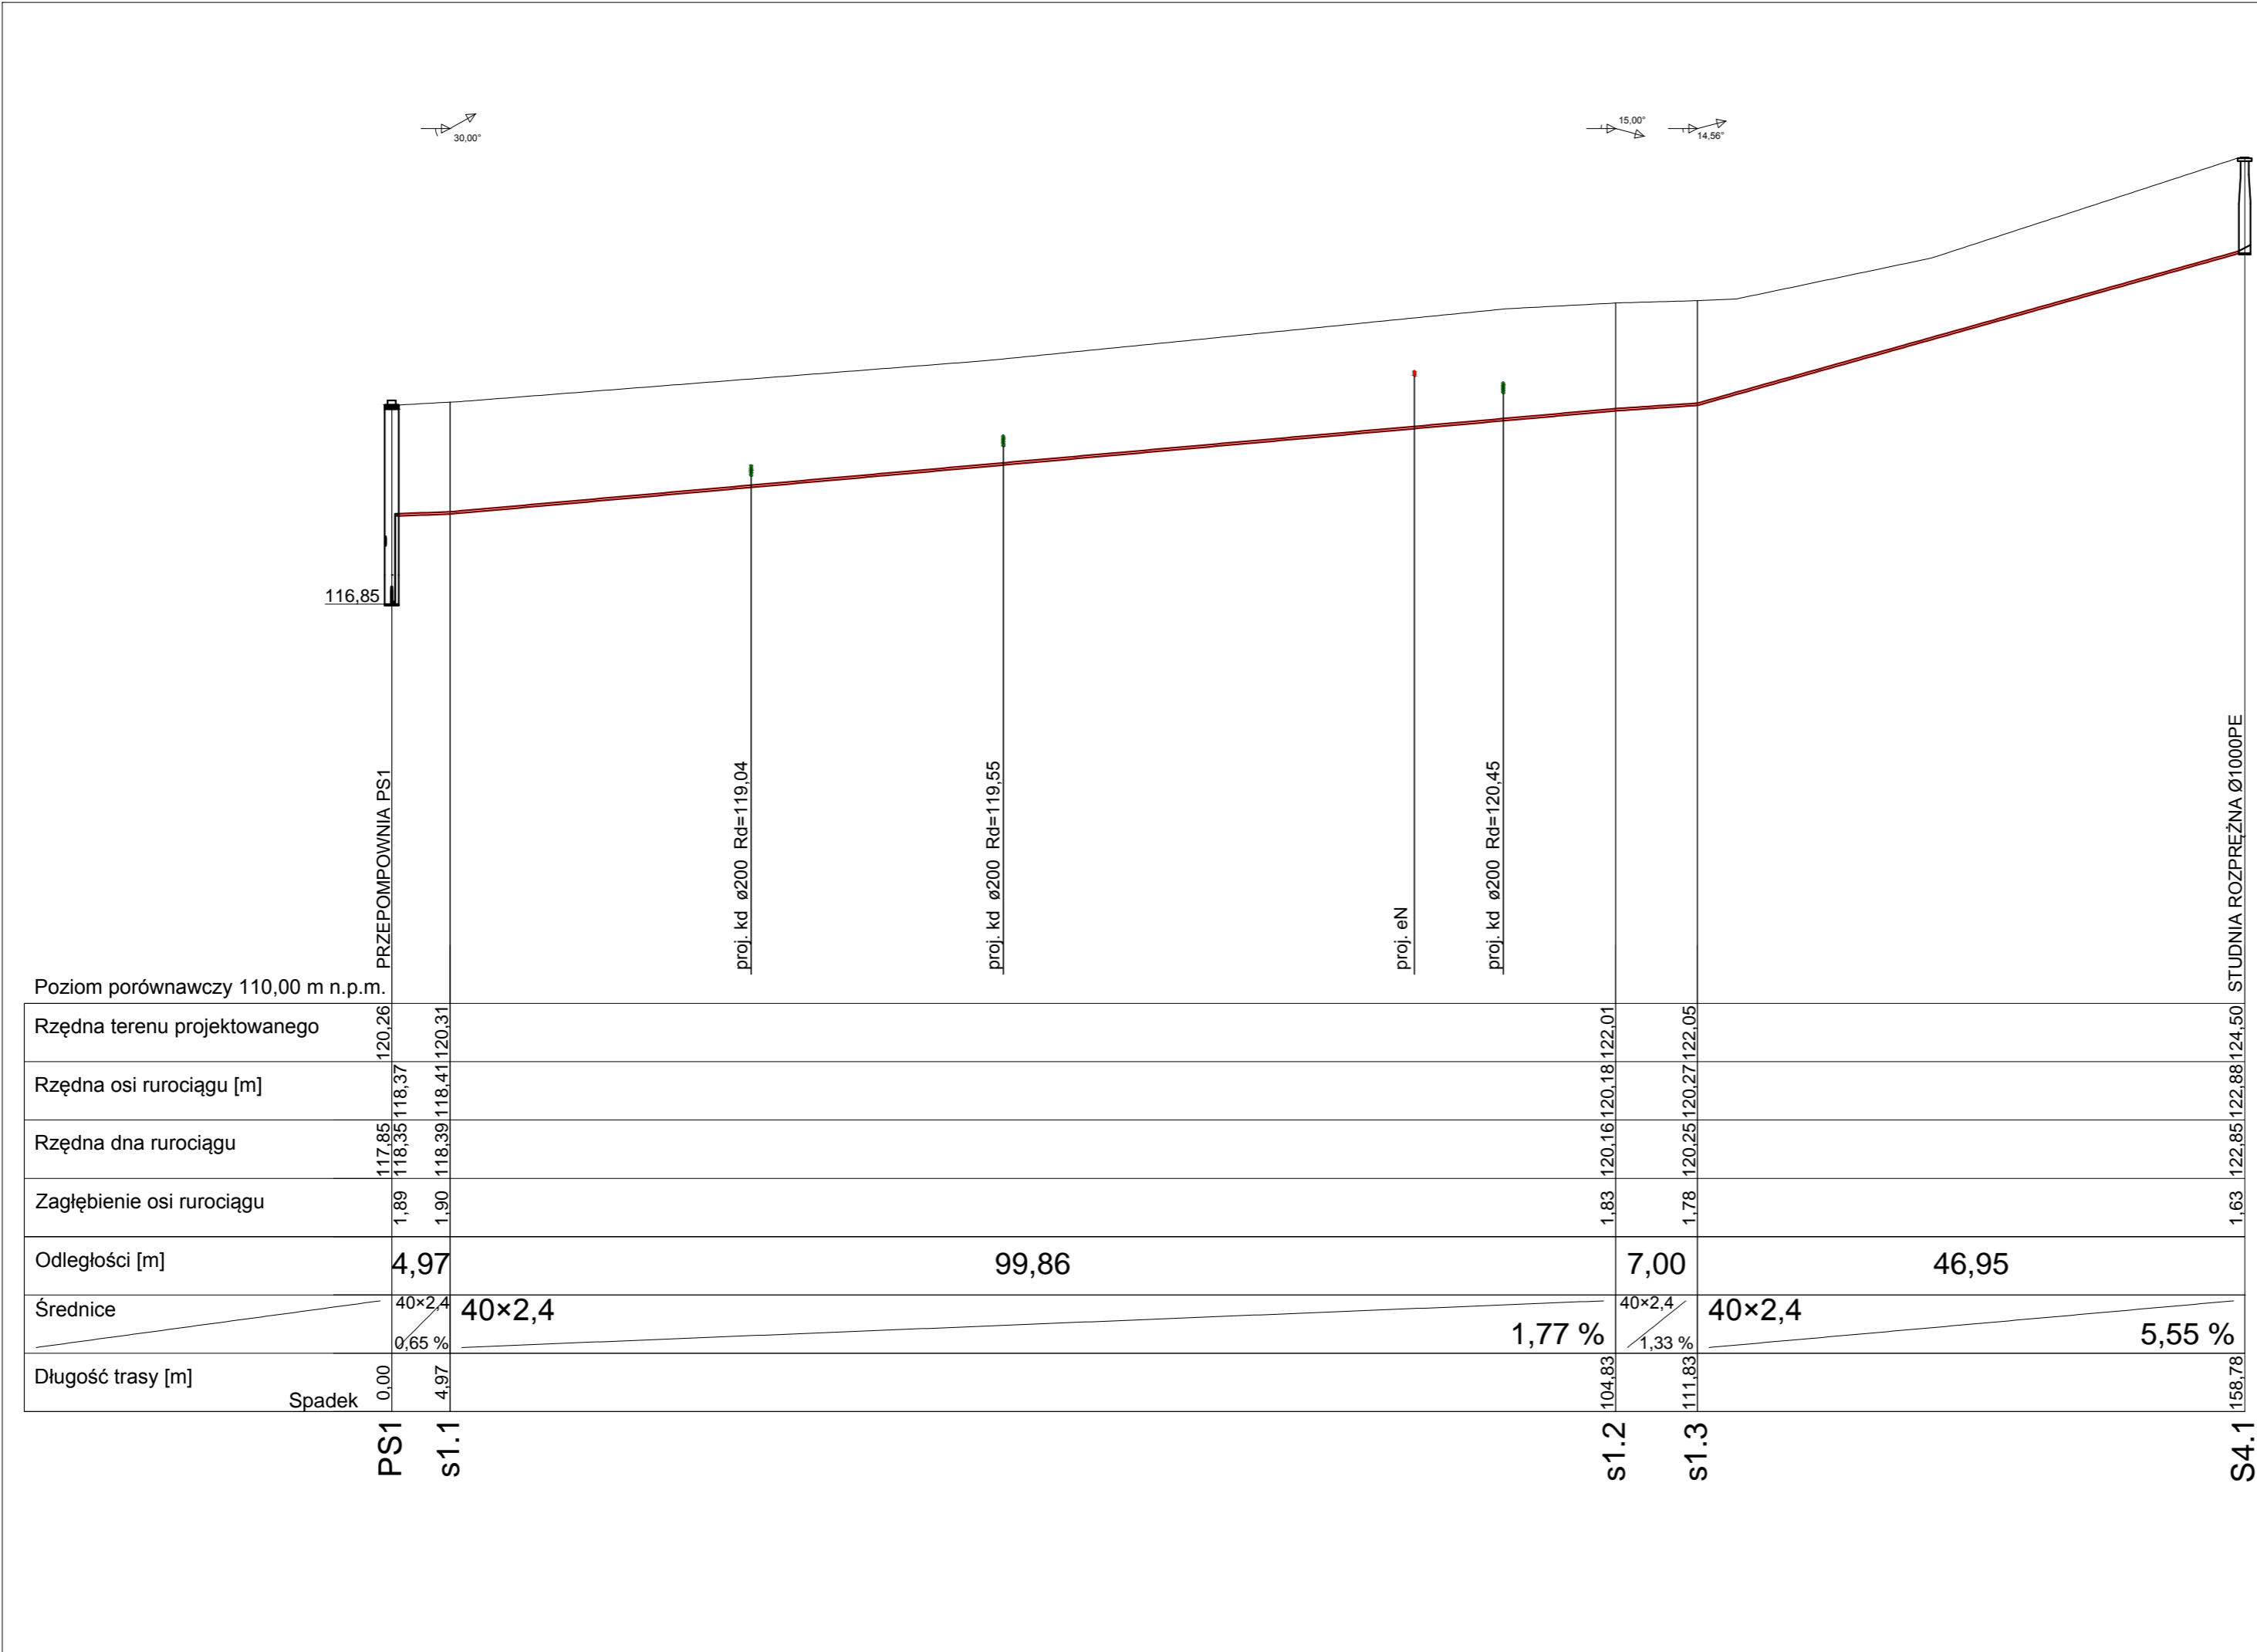 30,00°
15,00°
14,56°
116,85
PRZEPOMPOWNIA PS1
proj. kd ø200 Rd=119,04
proj. kd ø200 Rd=119,55
proj. eN
proj. kd ø200 Rd=120,45
STUDNIA ROZPRĘŻNA Ø1000PE
Poziom porównawczy 110,00 m n.p.m.
Rzędna terenu projektowanego 120,26 120,31 122,01 122,05 124,50
Rzędna osi rurociągu [m] 118,37 118,41 120,18 120,27 122,88
Rzędna dna rurociągu 117,85 118,35 118,39 120,16 120,25 122,85
Zagłębienie osi rurociągu 1,89 1,90 1,83 1,78 1,63
Odległości [m] 4,97 99,86 7,00 46,95
Średnice 40×2,4 40×2,4 40×2,4 40×2,4
0,65 % 1,77 % 1,33 % 5,55 %
Długość trasy [m] 0,00 4,97 104,83 111,83 158,78
Spadek
PS1 s1.1 s1.2 s1.3 S4.1